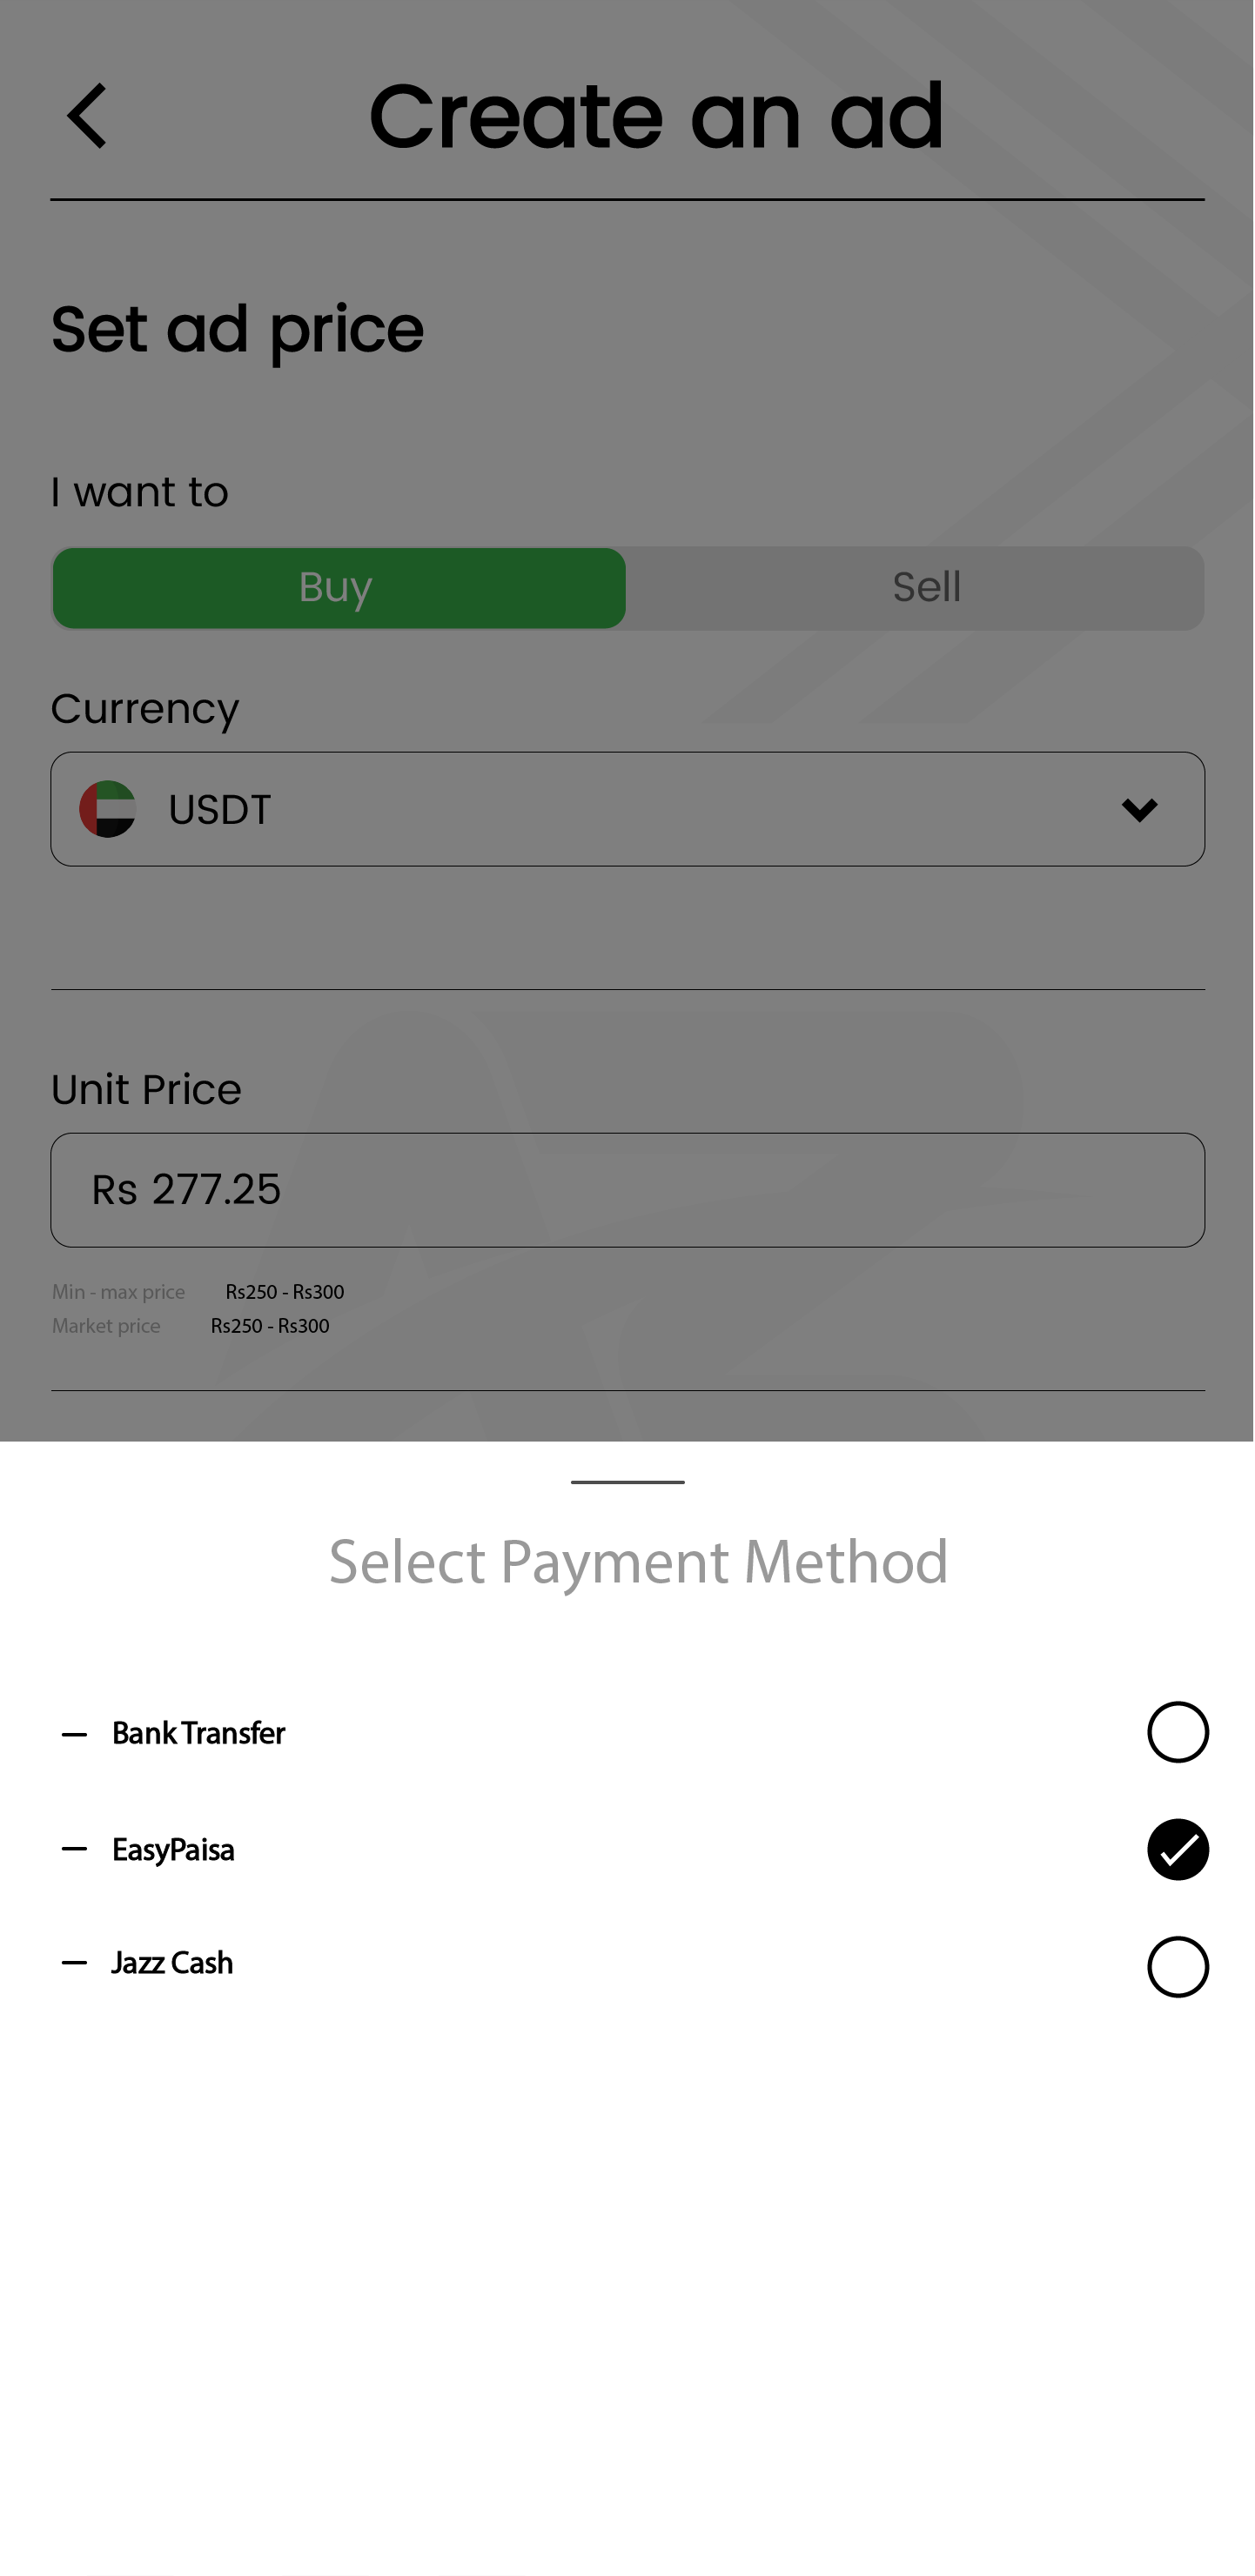 Create an ad
Set ad price
I want to
Buy Sell
Currency
USDT
Unit Price
Rs 277.25
Min - max price Rs250 - Rs300
Market price Rs250 - Rs300
Select Payment Method
Bank Transfer
EasyPaisa
Jazz Cash